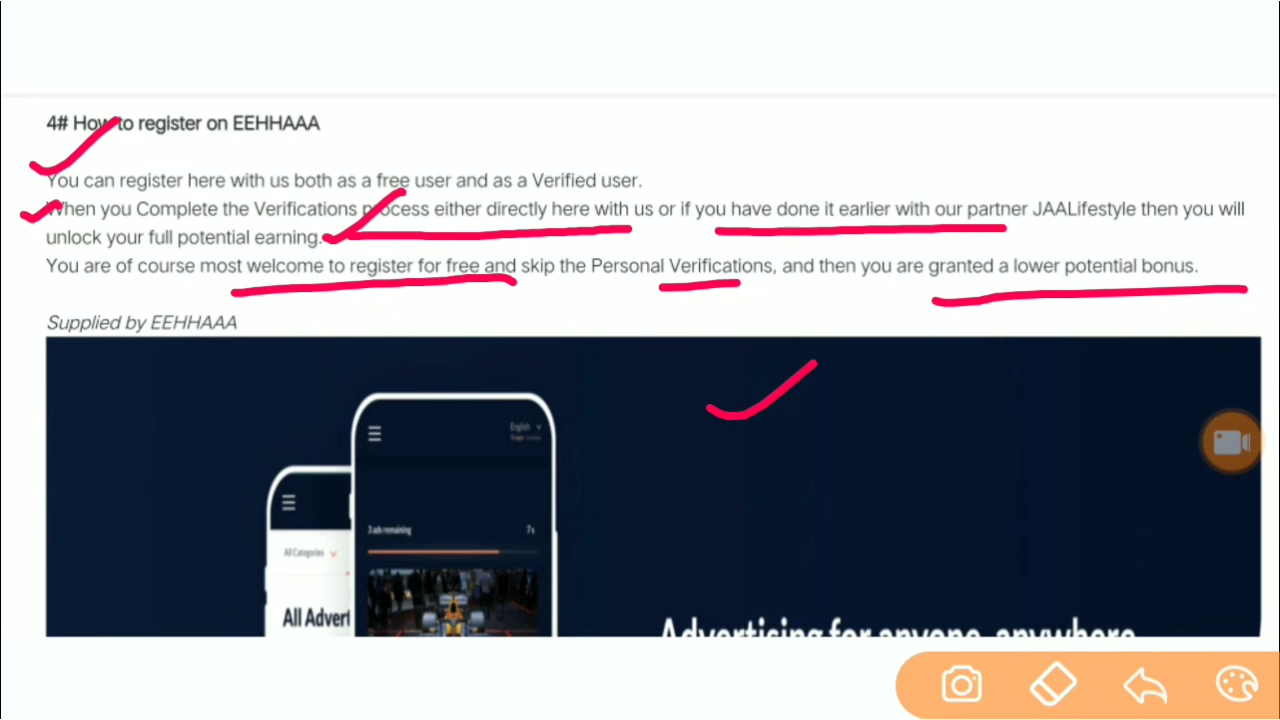 4# How to register on EEHHAAA
You can register here with us both as a free user and as a Verified user.
When you Complete the Verifications process either directly here with us or if you have done it earlier with our partner JAALifestyle then you will
unlock your full potential earning.
You are of course most welcome to register for free and skip the Personal Verifications, and then you are granted a lower potential bonus.
Supplied by EEHHAAA
English
3 ads remaining 7s
All Categories
All Advert
Advertising for anyone, anywhere